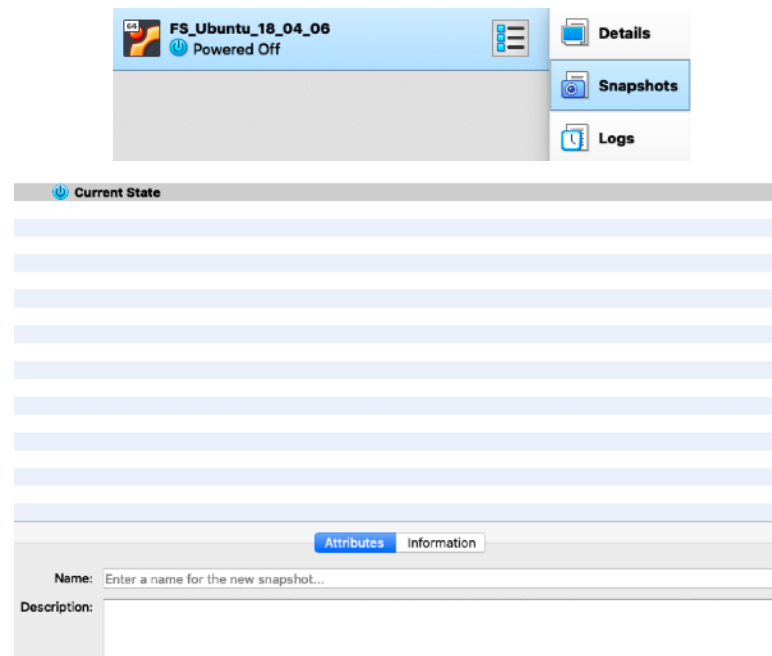 64
FS_Ubuntu_18_04_06
Powered Off
Details
Snapshots
Logs
Current State
Attributes Information
Name: Enter a name for the new snapshot...
Description: